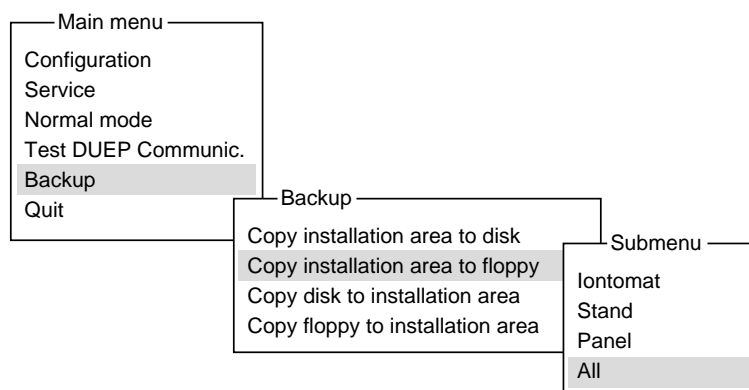 Main menu
Configuration
Service
Normal mode
Test DUEP Communic.
Backup
Quit
Backup
Copy installation area to disk
Copy installation area to floppy
Copy disk to installation area
Copy floppy to installation area
Submenu
Iontomat
Stand
Panel
All